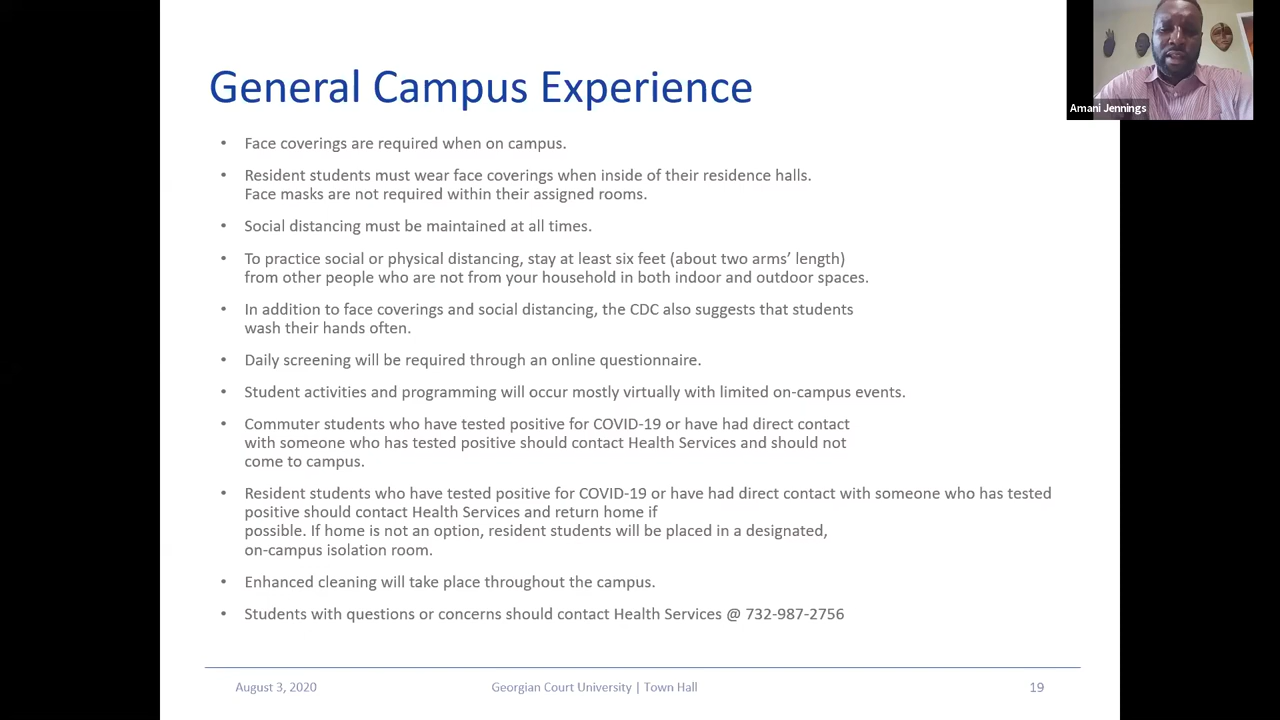 General Campus Experience
Amani Jennings
• Face coverings are required when on campus.
• Resident students must wear face coverings when inside of their residence halls.
Face masks are not required within their assigned rooms.
• Social distancing must be maintained at all times.
• To practice social or physical distancing, stay at least six feet (about two arms’ length)
from other people who are not from your household in both indoor and outdoor spaces.
• In addition to face coverings and social distancing, the CDC also suggests that students
wash their hands often.
• Daily screening will be required through an online questionnaire.
• Student activities and programming will occur mostly virtually with limited on-campus events.
• Commuter students who have tested positive for COVID-19 or have had direct contact
with someone who has tested positive should contact Health Services and should not
come to campus.
• Resident students who have tested positive for COVID-19 or have had direct contact with someone who has tested
positive should contact Health Services and return home if
possible. If home is not an option, resident students will be placed in a designated,
on-campus isolation room.
• Enhanced cleaning will take place throughout the campus.
• Students with questions or concerns should contact Health Services @ 732-987-2756
August 3, 2020
Georgian Court University | Town Hall
19